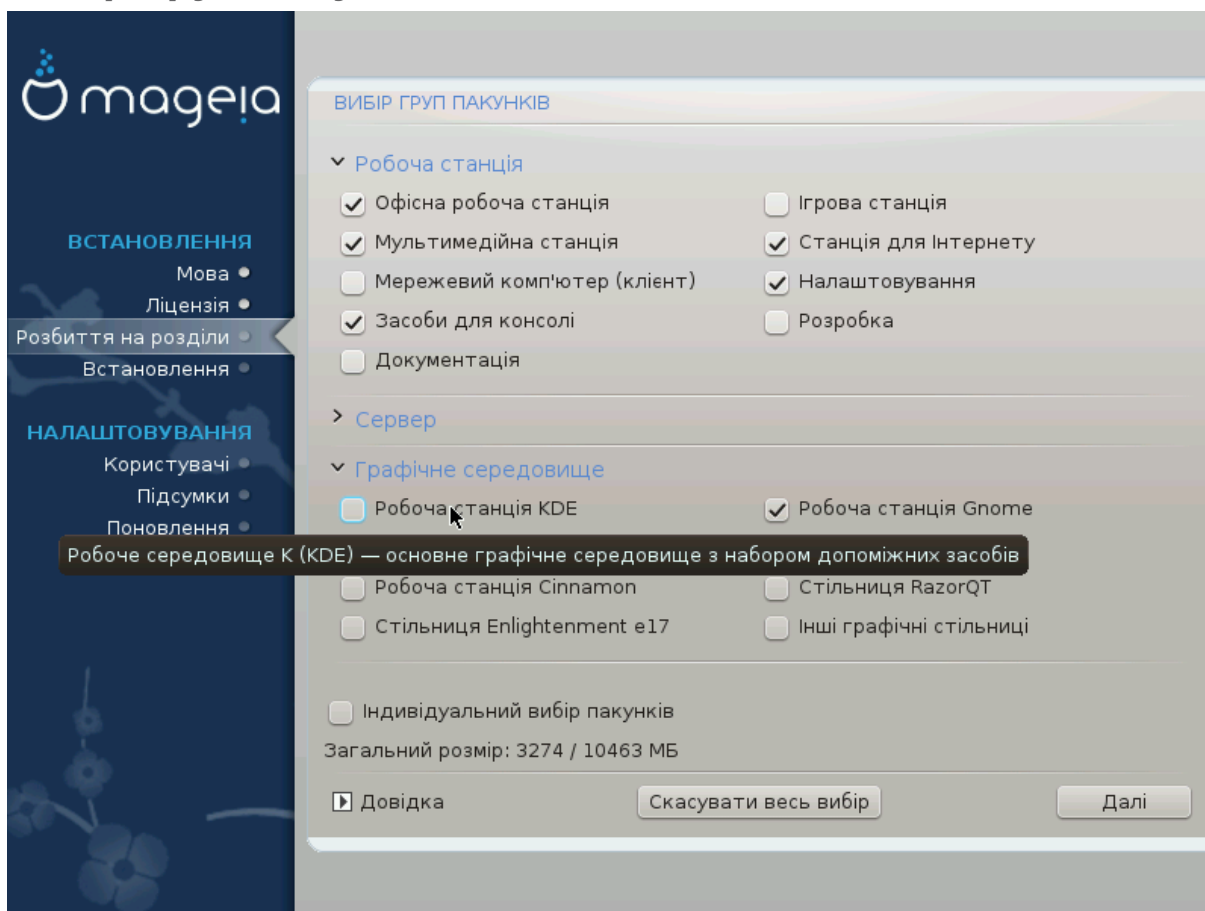 mageia
ВСТАНОВЛЕННЯ
Мова
Ліцензія
Розбиття на розділи
Встановлення
НАЛАШТОВУВАННЯ
Користувачі
Підсумки
Поновлення
ВИБІР ГРУП ПАКУНКІВ
Робоча станція
Офісна робоча станція
Ігрова станція
Мультимедійна станція
Станція для Інтернету
Мережевий комп'ютер (клієнт)
Налаштовування
Засоби для консолі
Розробка
Документація
Сервер
Графічне середовище
Робоча станція KDE
Робоча станція Gnome
Робоче середовище K (KDE) — основне графічне середовище з набором допоміжних засобів
Робоча станція Cinnamon
Стільниця RazorQT
Стільниця Enlightenment e17
Інші графічні стільниці
Індивідуальний вибір пакунків
Загальний розмір: 3274 / 10463 МБ
Довідка
Скасувати весь вибір
Далі